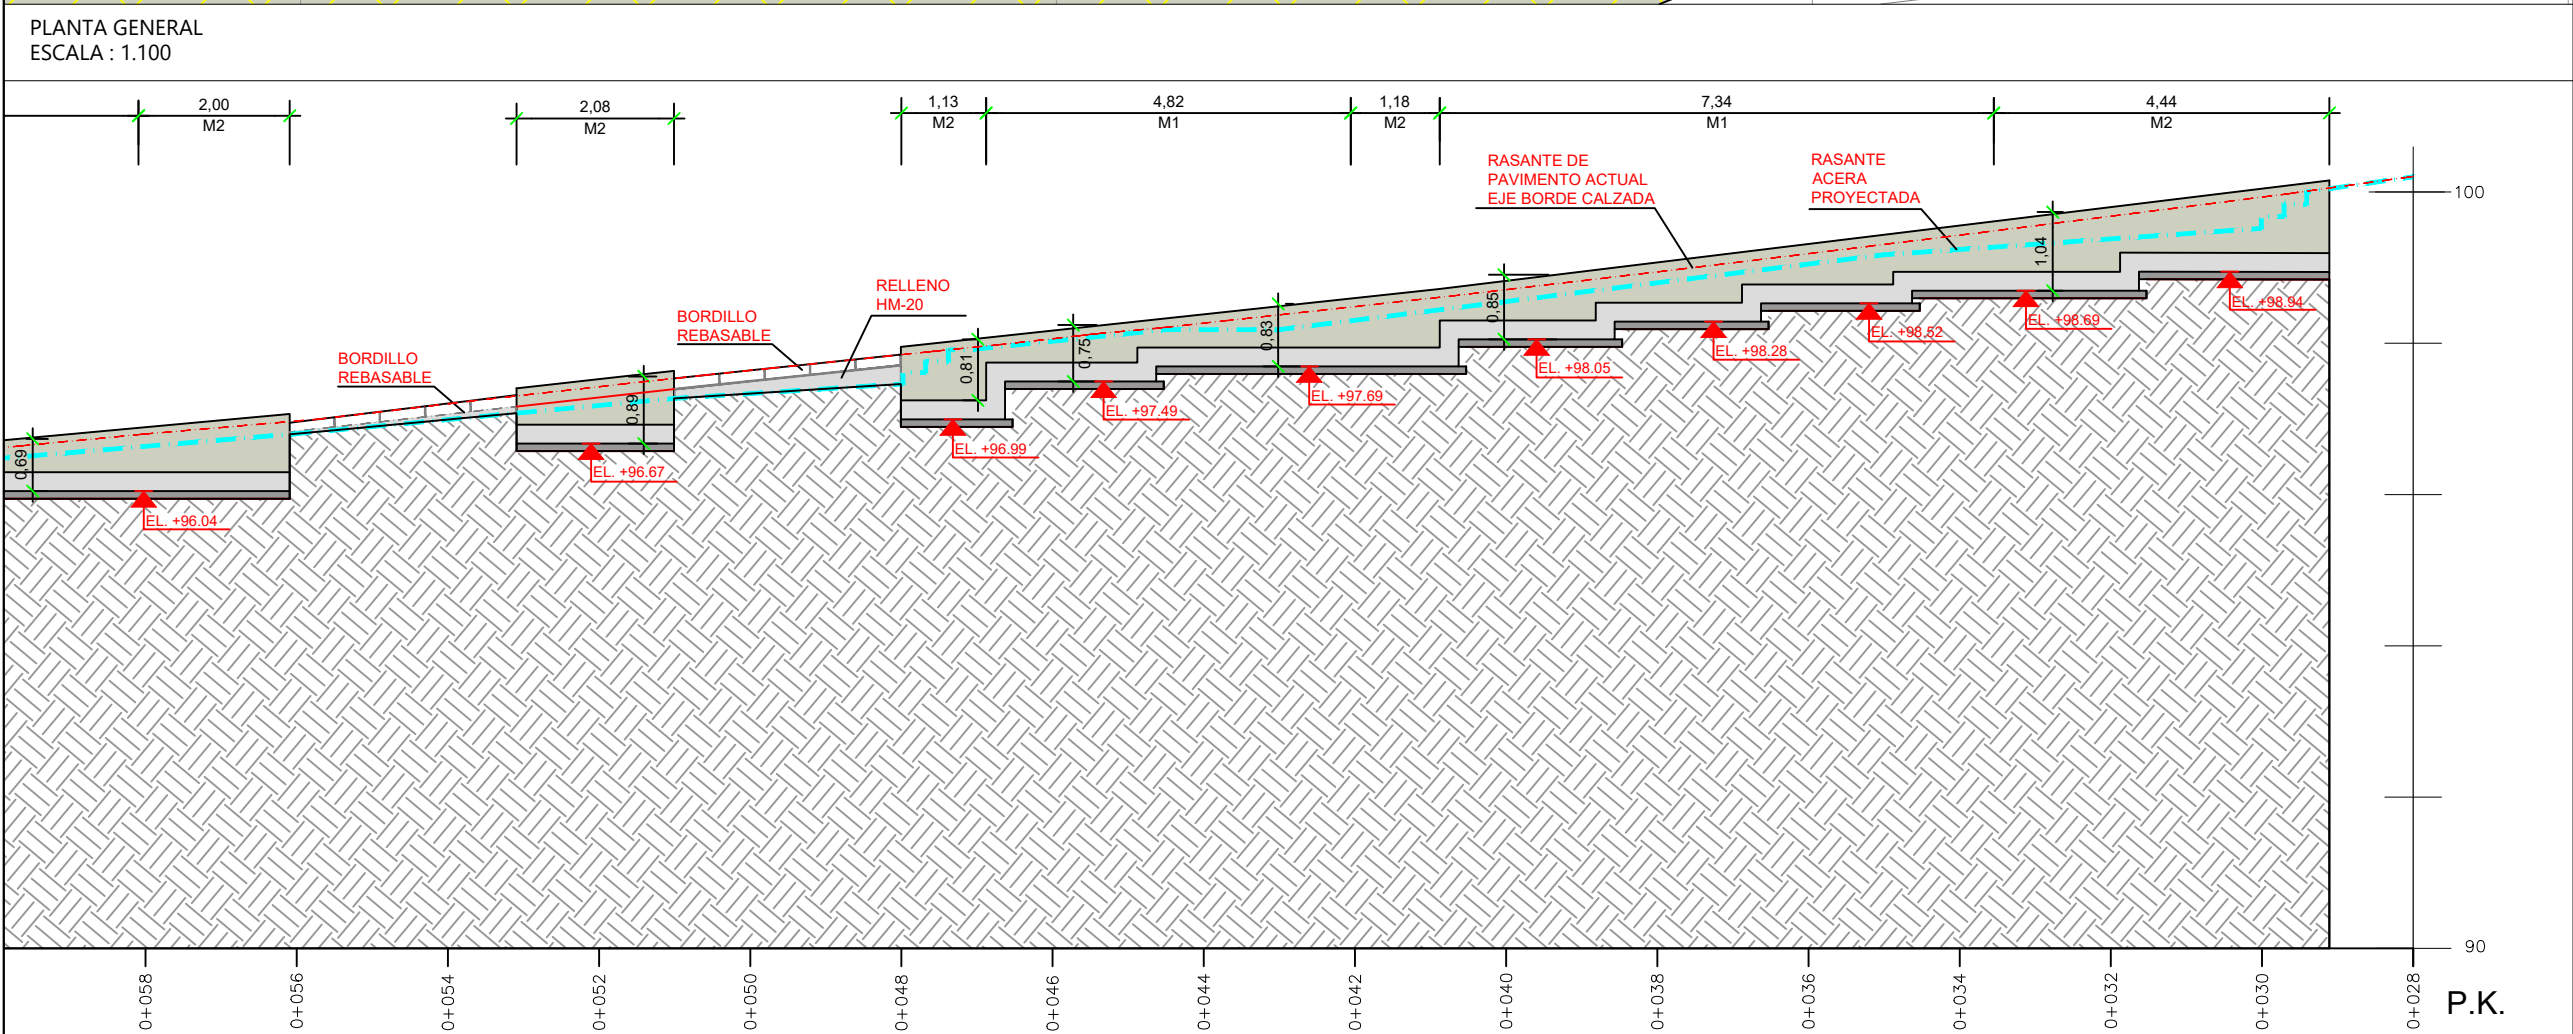 PLANTA GENERAL
ESCALA : 1.100
2,00
M2
2,08
M2
1,13
M2
4,82
M1
1,18
M2
7,34
M1
4,44
M2
RASANTE DE
PAVIMENTO ACTUAL
EJE BORDE CALZADA
RASANTE
ACERA
PROYECTADA
100
RELLENO
HM-20
BORDILLO
REBASABLE
BORDILLO
REBASABLE
0,69
0,89
0,81
0,75
0,83
0,85
1,04
EL. +96.04
EL. +96.67
EL. +96.99
EL. +97.49
EL. +97.69
EL. +98.05
EL. +98.28
EL. +98.52
EL. +98.69
EL. +98.94
90
0+058
0+056
0+054
0+052
0+050
0+048
0+046
0+044
0+042
0+040
0+038
0+036
0+034
0+032
0+030
0+028
P.K.